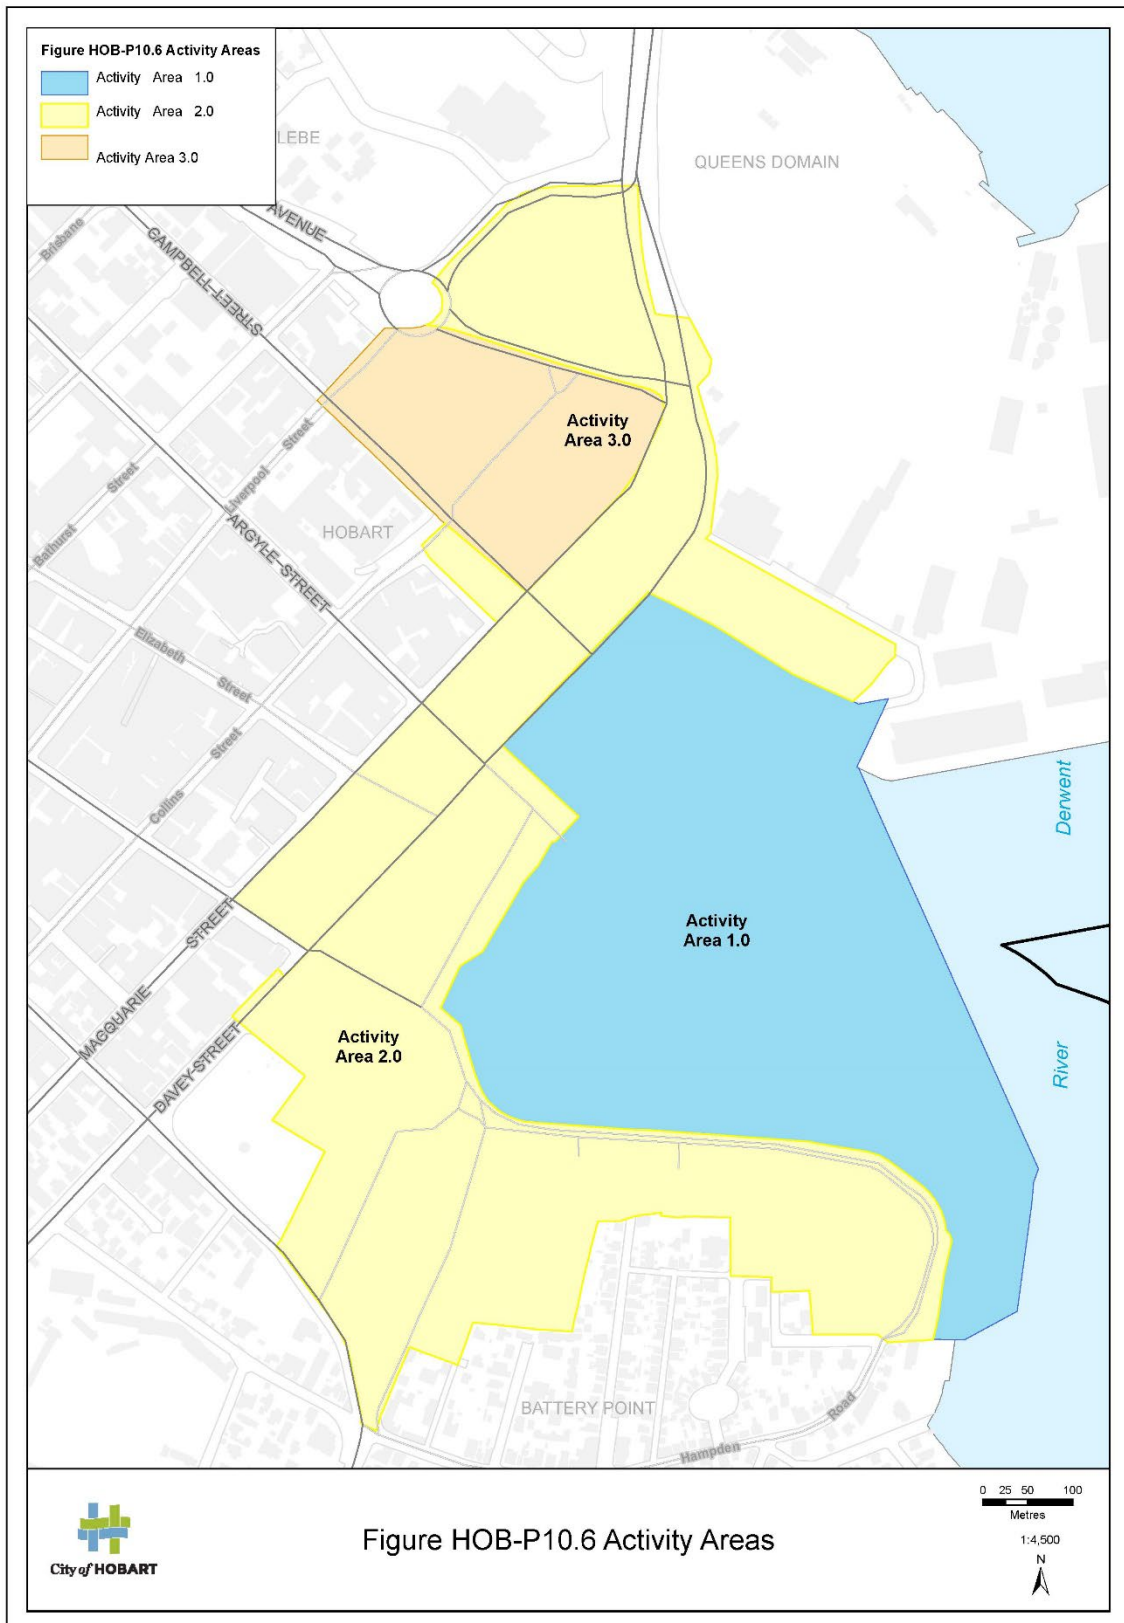 Figure HOB-P10.6 Activity Areas
Activity Area 1.0
Activity Area 2.0
Activity Area 3.0
LEBE
QUEENS DOMAIN
AVENUE
Brisbane
CAMPBELL STREET
Activity
Area 3.0
Liverpool Street
HOBART
Bathurst Street
ARGYLE STREET
Elizabeth Street
Collins Street
Derwent
Activity
Area 1.0
MACQUARIE STREET
Activity
Area 2.0
DAVEY STREET
River
BATTERY POINT
Hampden Road
City of HOBART
Figure HOB-P10.6 Activity Areas
0 25 50 100
Metres
1:4,500
N